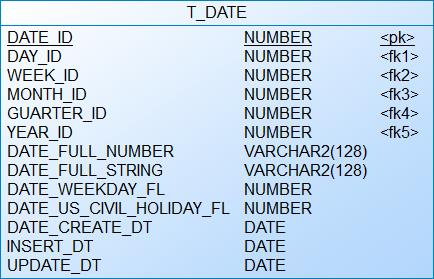 T_DATE
DATE_ID NUMBER <pk>
DAY_ID NUMBER <fk1>
WEEK_ID NUMBER <fk2>
MONTH_ID NUMBER <fk3>
GUARTER_ID NUMBER <fk4>
YEAR_ID NUMBER <fk5>
DATE_FULL_NUMBER VARCHAR2(128)
DATE_FULL_STRING VARCHAR2(128)
DATE_WEEKDAY_FL NUMBER
DATE_US_CIVIL_HOLIDAY_FL NUMBER
DATE_CREATE_DT DATE
INSERT_DT DATE
UPDATE_DT DATE